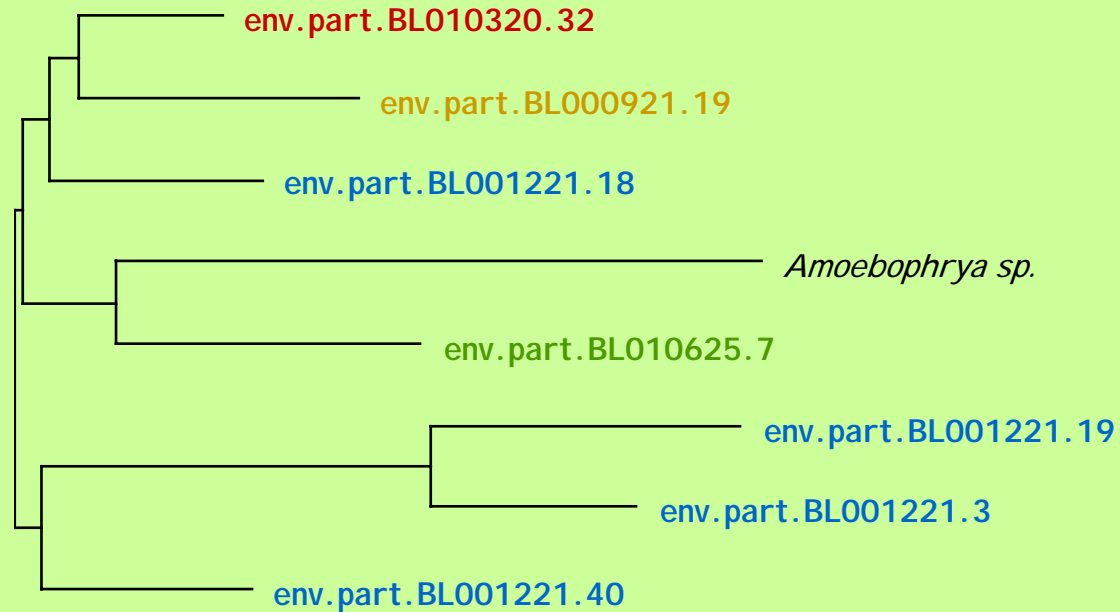 env.part.BL010320.32
env.part.BL000921.19
env.part.BL001221.18
Amoebophrya sp.
env.part.BL010625.7
env.part.BL001221.19
env.part.BL001221.3
env.part.BL001221.40